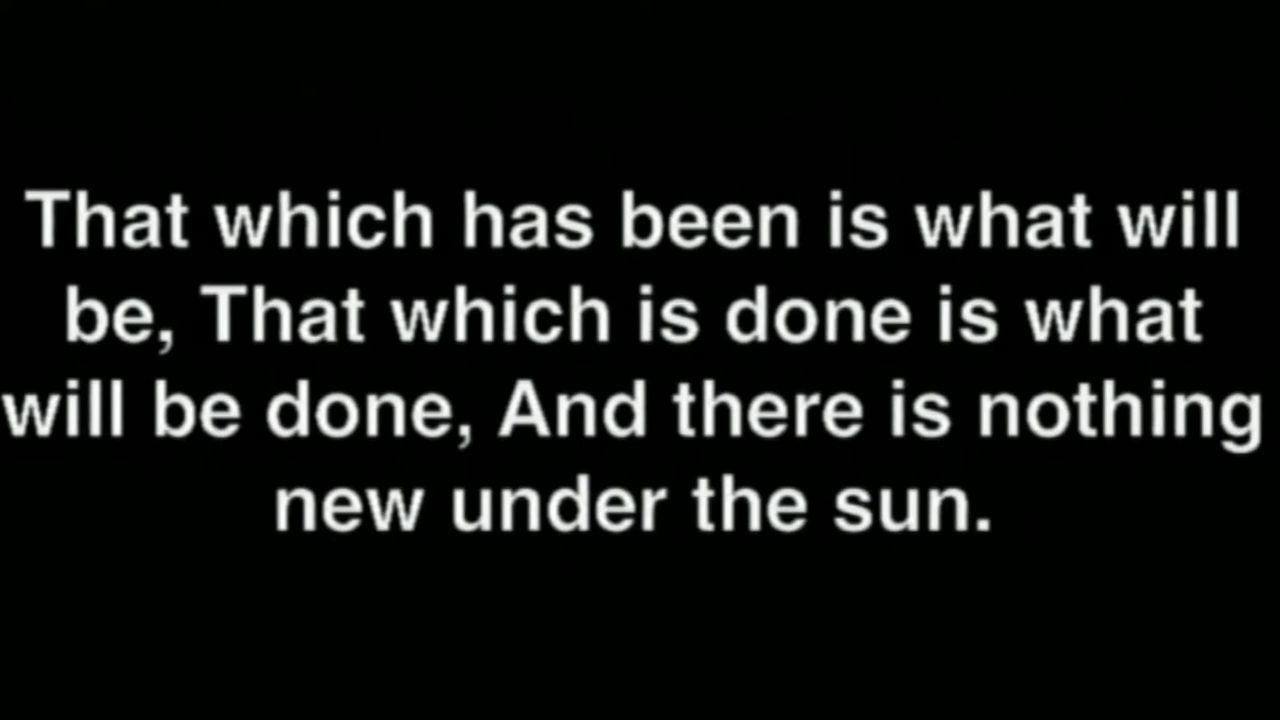 That which has been is what will
be, That which is done is what
will be done, And there is nothing
new under the sun.